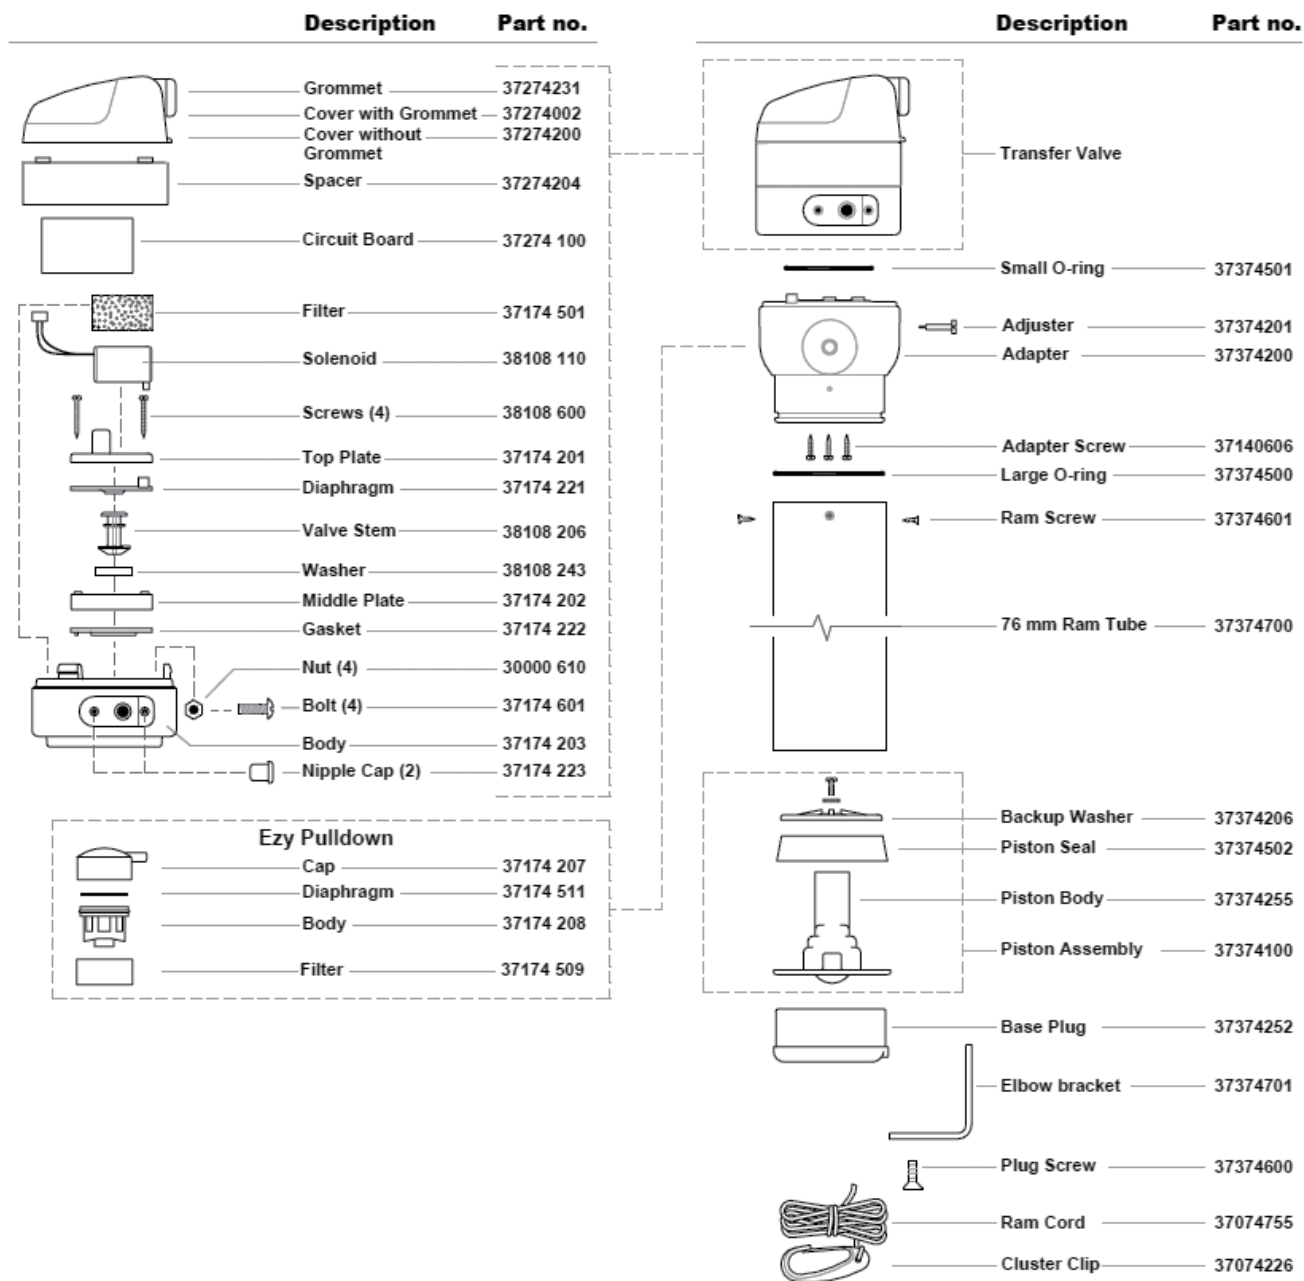 Description Part no.
Grommet 37274231
Cover with Grommet 37274002
Cover without 37274200
Grommet
Spacer 37274204
Circuit Board 37274 100
Filter 37174 501
Solenoid 38108 110
Screws (4) 38108 600
Top Plate 37174 201
Diaphragm 37174 221
Valve Stem 38108 206
Washer 38108 243
Middle Plate 37174 202
Gasket 37174 222
Nut (4) 30000 610
Bolt (4) 37174 601
Body 37174 203
Nipple Cap (2) 37174 223
Ezy Pulldown
Cap 37174 207
Diaphragm 37174 511
Body 37174 208
Filter 37174 509
Description Part no.
Transfer Valve
Small O-ring 37374501
Adjuster 37374201
Adapter 37374200
Adapter Screw 37140606
Large O-ring 37374500
Ram Screw 37374601
76 mm Ram Tube 37374700
Backup Washer 37374206
Piston Seal 37374502
Piston Body 37374255
Piston Assembly 37374100
Base Plug 37374252
Elbow bracket 37374701
Plug Screw 37374600
Ram Cord 37074755
Cluster Clip 37074226